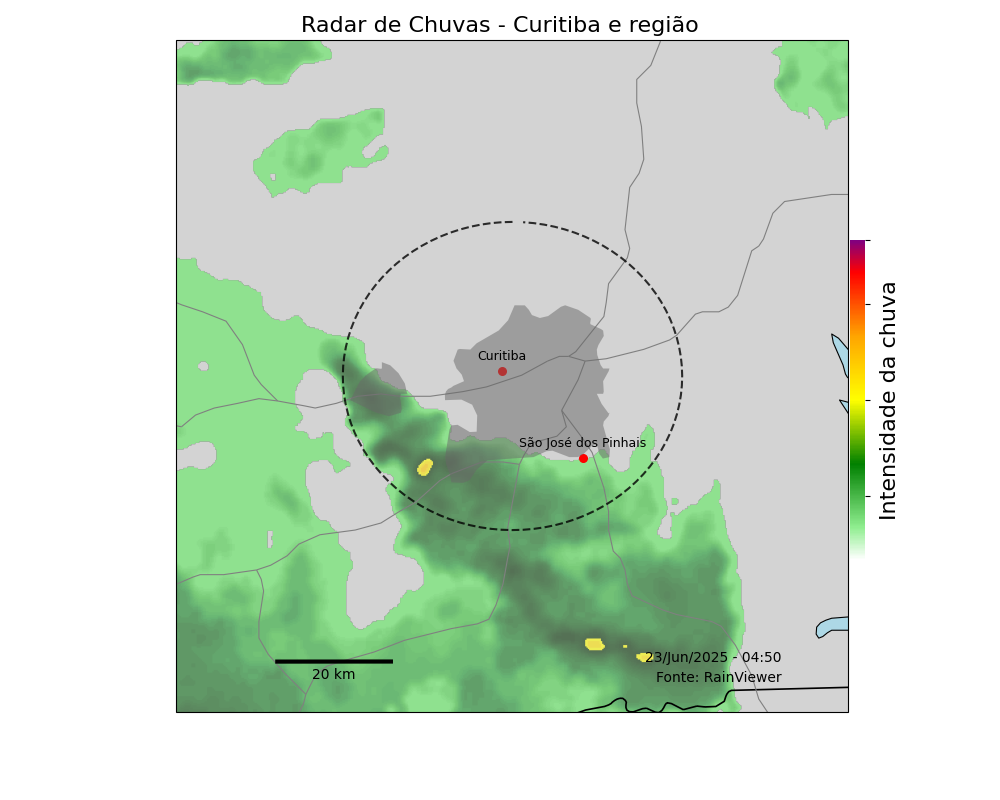 Radar de Chuvas - Curitiba e região
Curitiba
São José dos Pinhais
Intensidade da chuva
23/Jun/2025 - 04:50
20 km
Fonte: RainViewer